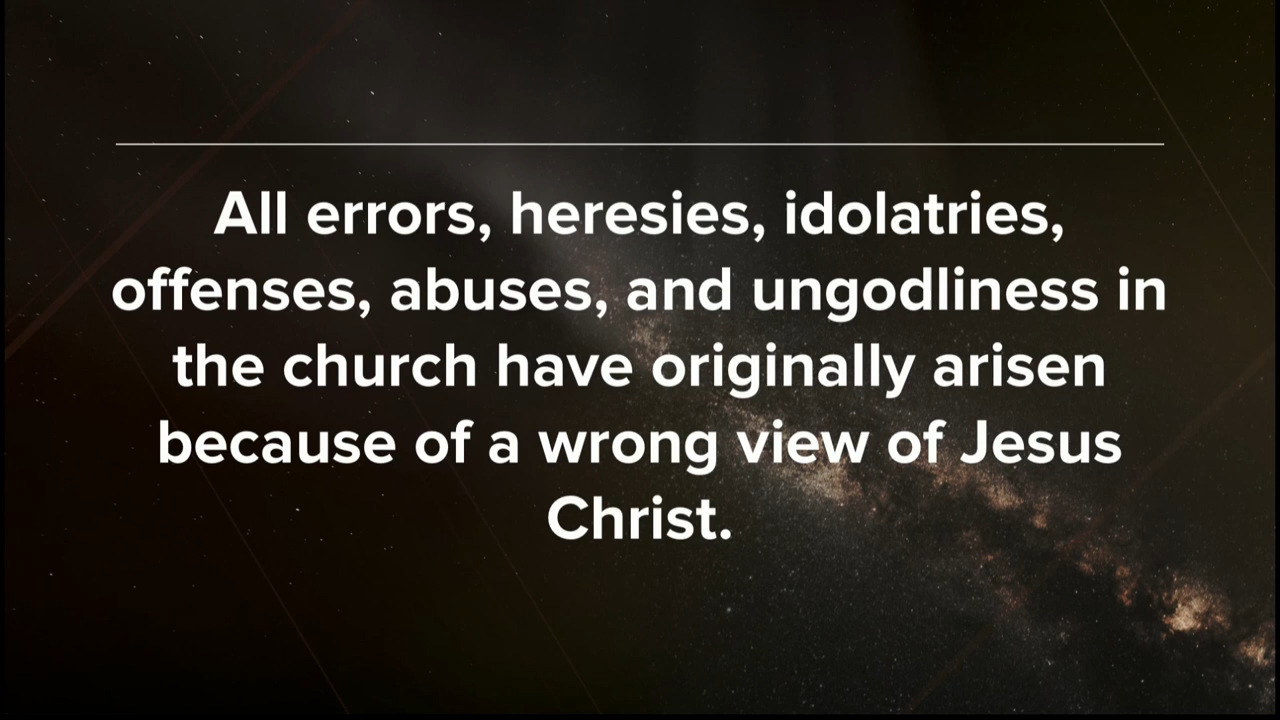 All errors, heresies, idolatries,
offenses, abuses, and ungodliness in
the church have originally arisen
because of a wrong view of Jesus
Christ.